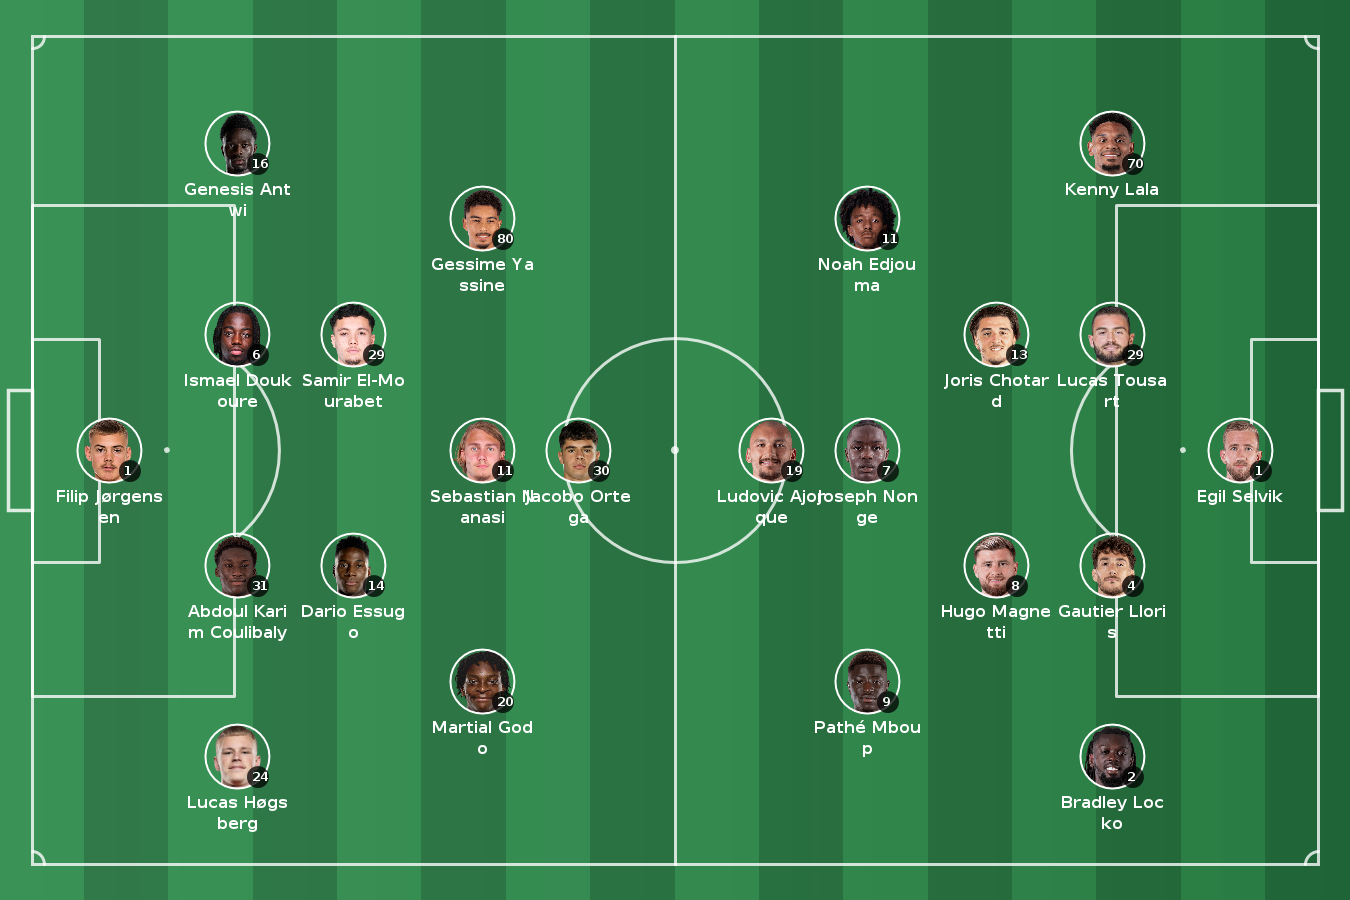 16
Genesis Ant
wi
70
Kenny Lala
80
Gessime Ya
ssine
11
Noah Edjou
ma
6
Ismael Douk
oure
29
Samir El-Mo
urabet
13
Joris Chotar
d
29
Lucas Tousa
rt
1
Filip Jørgens
en
11
Sebastian N
anasi
30
Jacobo Orte
ga
19
Ludovic Ajor
que
7
Joseph Non
ge
1
Egil Selvik
31
Abdoul Kari
m Coulibaly
14
Dario Essug
o
8
Hugo Magne
tti
4
Gautier Llori
s
20
Martial God
o
9
Pathé Mbou
p
24
Lucas Høgs
berg
2
Bradley Loc
ko